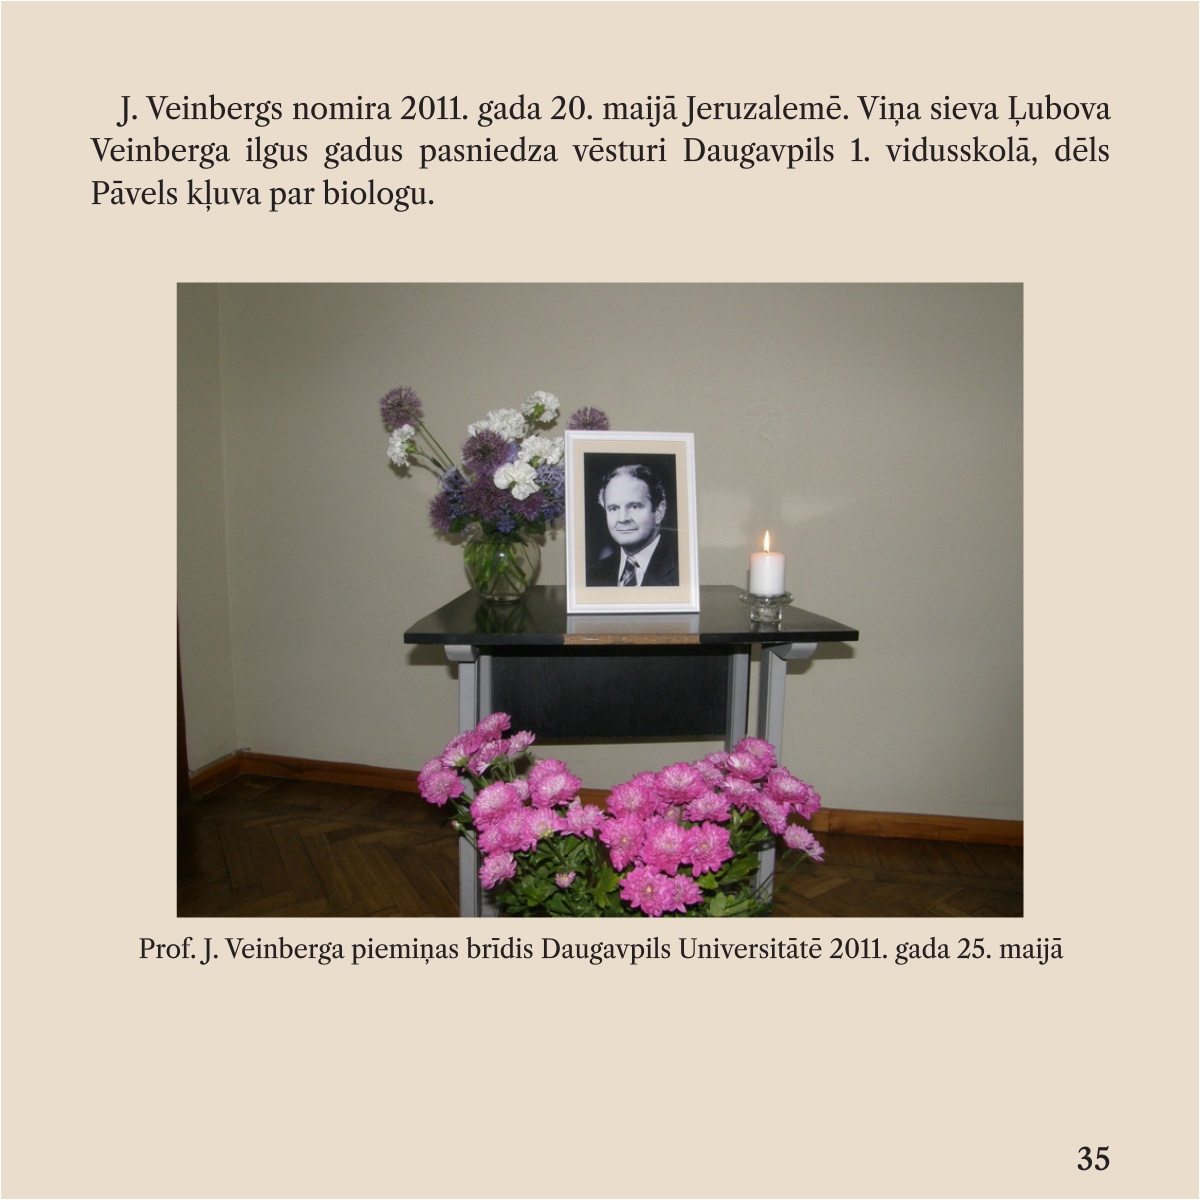 J. Veinbergs nomira 2011. gada 20. maijā Jeruzalemē. Viņa sieva Ļubova
Veinberga ilgus gadus pasniedza vēsturi Daugavpils 1. vidusskolā, dēls
Pāvels kļuva par biologu.
Prof. J. Veinberga piemiņas brīdis Daugavpils Universitātē 2011. gada 25. maijā
35